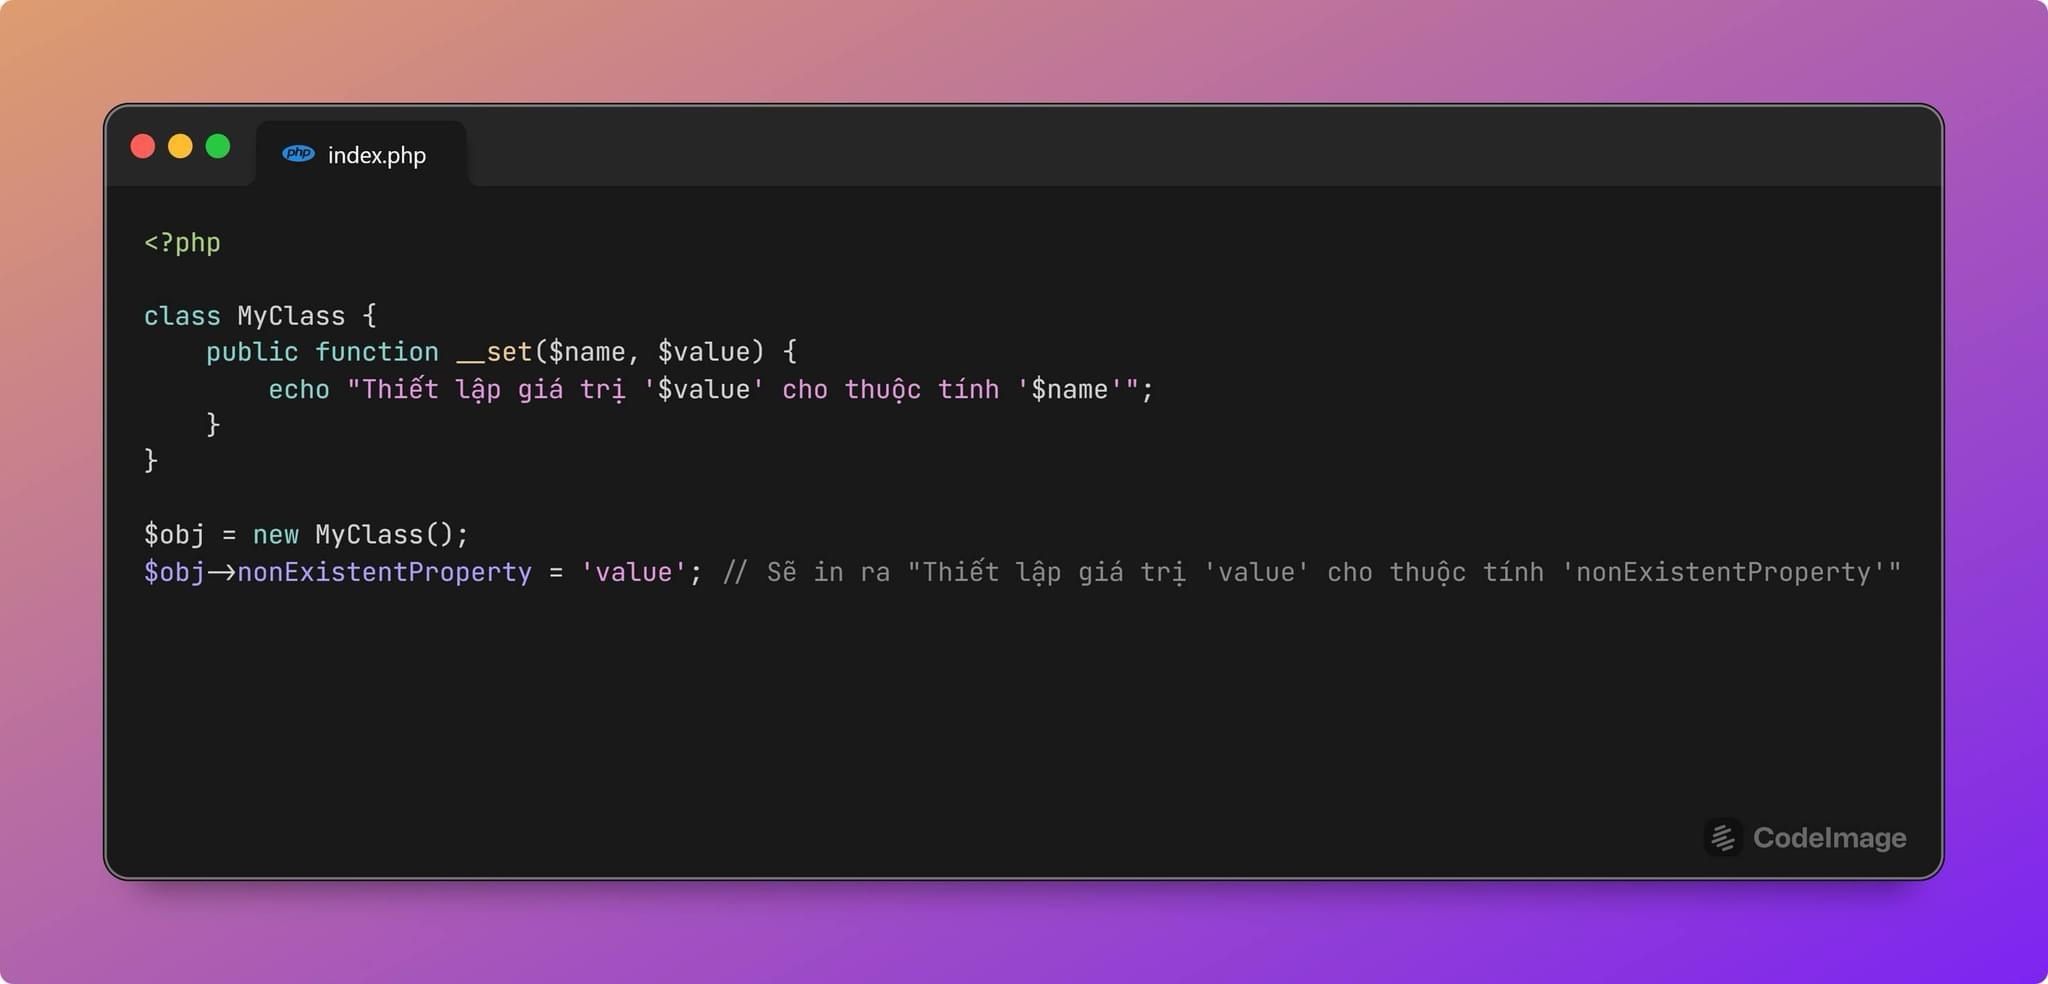 php index.php
<?php
class MyClass {
public function __set($name, $value) {
echo "Thiết lập giá trị '$value' cho thuộc tính '$name'";
}
}
$obj = new MyClass();
$obj->nonExistentProperty = 'value'; // Sẽ in ra "Thiết lập giá trị 'value' cho thuộc tính 'nonExistentProperty'"
CodeImage